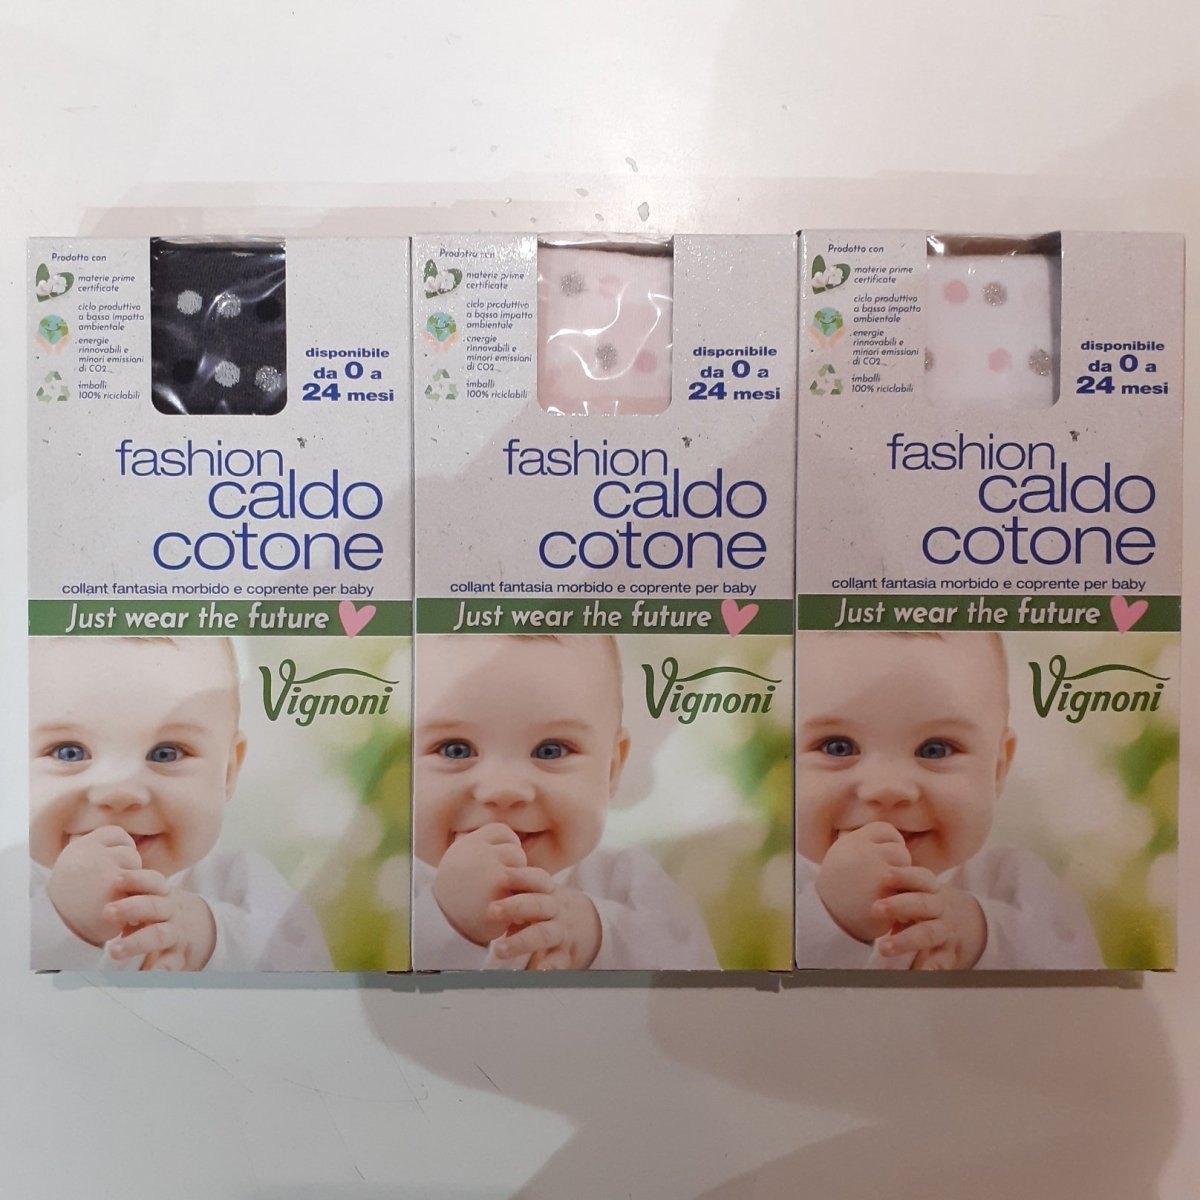 Prodotto con
materie prime
certificate
ciclo produttivo
a basso impatto
ambientale
energie
rinnovabili e
minori emissioni
di CO2
imballi
100% riciclabili
disponibile
da 0 a
24 mesi
fashion
caldo
cotone
collant fantasia morbido e coprente per baby
Just wear the future
Vignoni
Prodotto con
materie prime
certificate
ciclo produttivo
a basso impatto
ambientale
energie
rinnovabili e
minori emissioni
di CO2
imballi
100% riciclabili
disponibile
da 0 a
24 mesi
fashion
caldo
cotone
collant fantasia morbido e coprente per baby
Just wear the future
Vignoni
Prodotto con
materie prime
certificate
ciclo produttivo
a basso impatto
ambientale
energie
rinnovabili e
minori emissioni
di CO2
imballi
100% riciclabili
disponibile
da 0 a
24 mesi
fashion
caldo
cotone
collant fantasia morbido e coprente per baby
Just wear the future
Vignoni